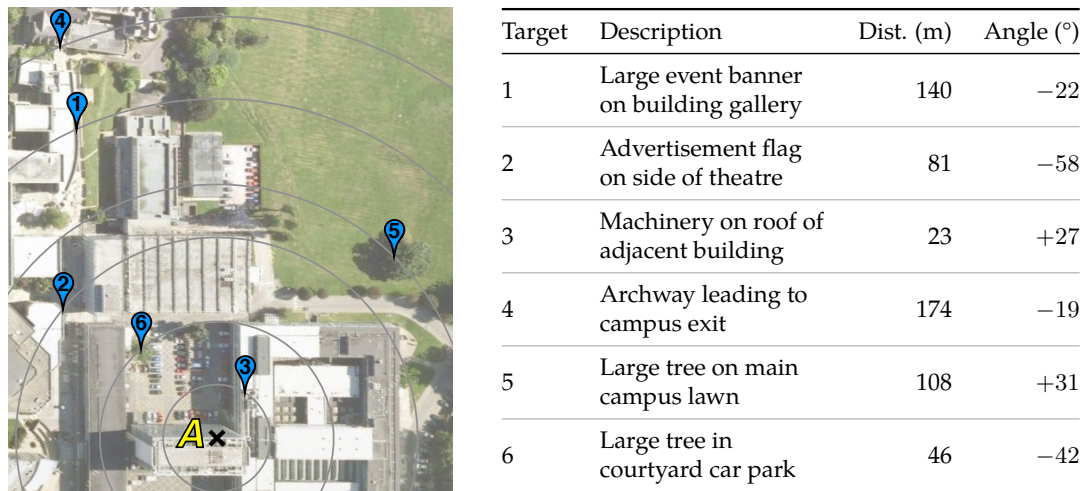 4
1
5
2
6
3
A
Target Description Dist. (m) Angle (°)
1 Large event banner on building gallery 140 −22
2 Advertisement flag on side of theatre 81 −58
3 Machinery on roof of adjacent building 23 +27
4 Archway leading to campus exit 174 −19
5 Large tree on main campus lawn 108 +31
6 Large tree in courtyard car park 46 −42